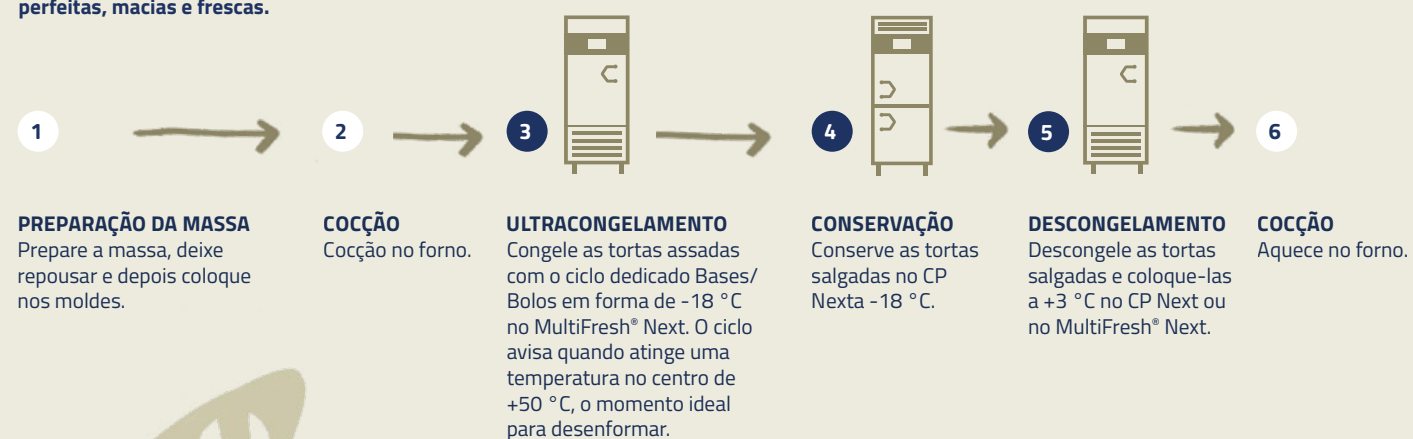 perfeitas, macias e frescas.
1
2
3
4
5
6
PREPARAÇÃO DA MASSA
Prepare a massa, deixe
repousar e depois coloque
nos moldes.
COCÇÃO
Cocção no forno.
ULTRACONGELAMENTO
Congele as tortas assadas
com o ciclo dedicado Bases/
Bolos em forma de -18 °C
no MultiFresh® Next. O ciclo
avisa quando atinge uma
temperatura no centro de
+50 °C, o momento ideal
para desenformar.
CONSERVAÇÃO
Conserve as tortas
salgadas no CP
Nexta -18 °C.
DESCONGELAMENTO
Descongele as tortas
salgadas e coloque-las
a +3 °C no CP Next ou
no MultiFresh® Next.
COCÇÃO
Aquece no forno.